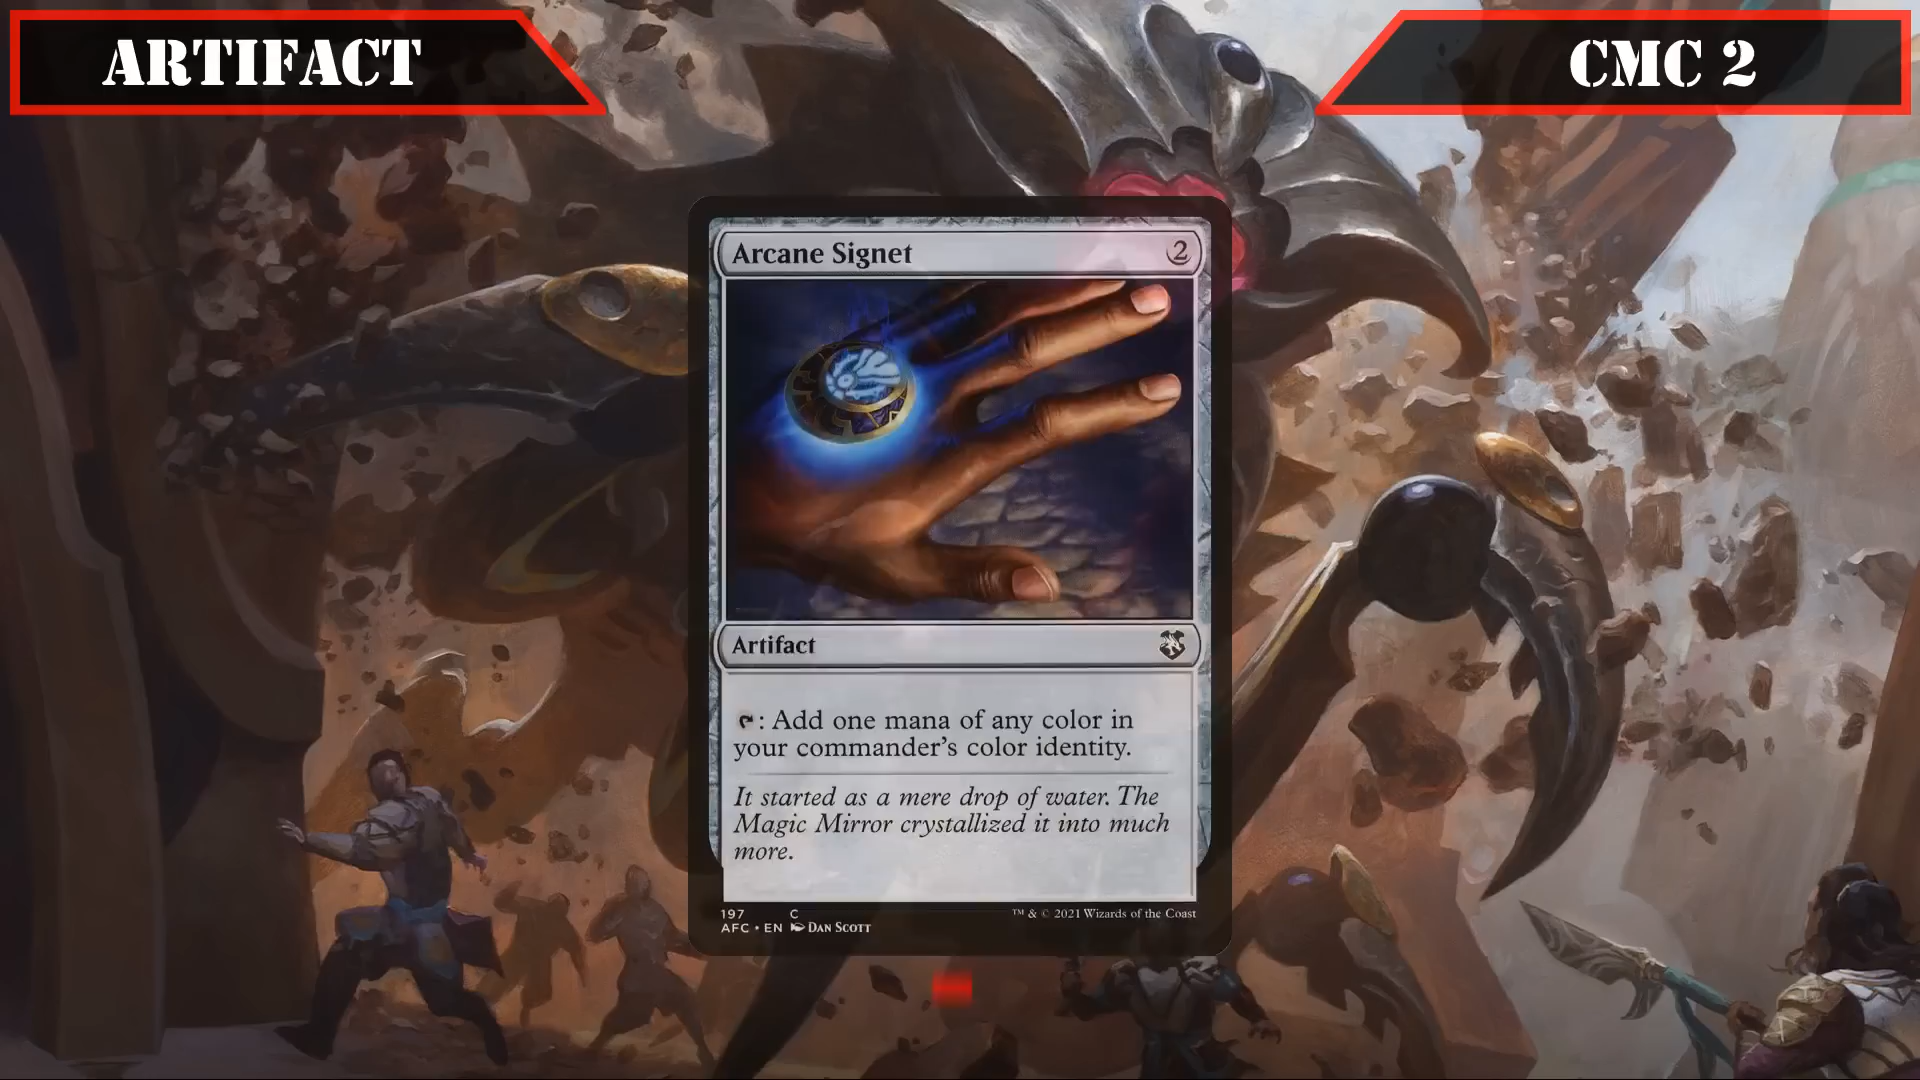 ARTIFACT
CMC 2
Arcane Signet 2
Artifact
: Add one mana of any color in
your commander's color identity.
It started as a mere drop of water. The
Magic Mirror crystallized it into much
more.
197 C
AFC • EN Dan Scott
™ & © 2021 Wizards of the Coast